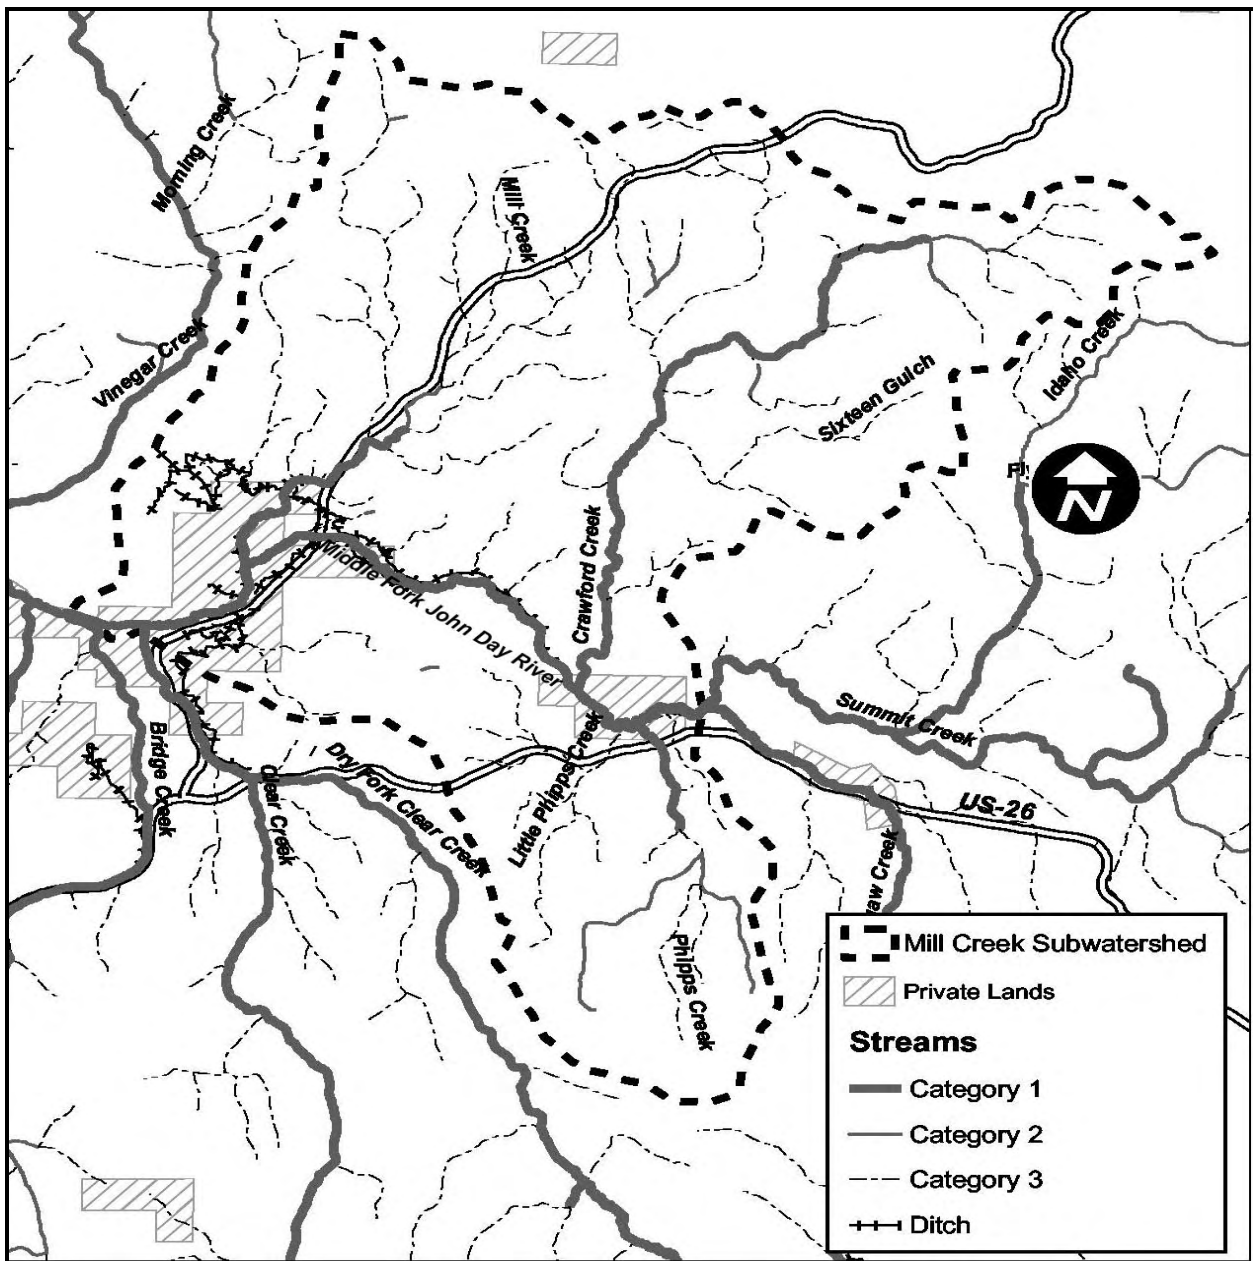 Morning Creek
Mill Creek
Vinegar Creek
Idaho Creek
Sixteen Gulch
N
Crawford Creek
Middle Fork John Day River
Summit Creek
Bridge Creek
Clear Creek
Dry Fork Clear Creek
Little Phipps Creek
US-26
Creek
Phipps Creek
Mill Creek Subwatershed
Private Lands
Streams
Category 1
Category 2
Category 3
Ditch